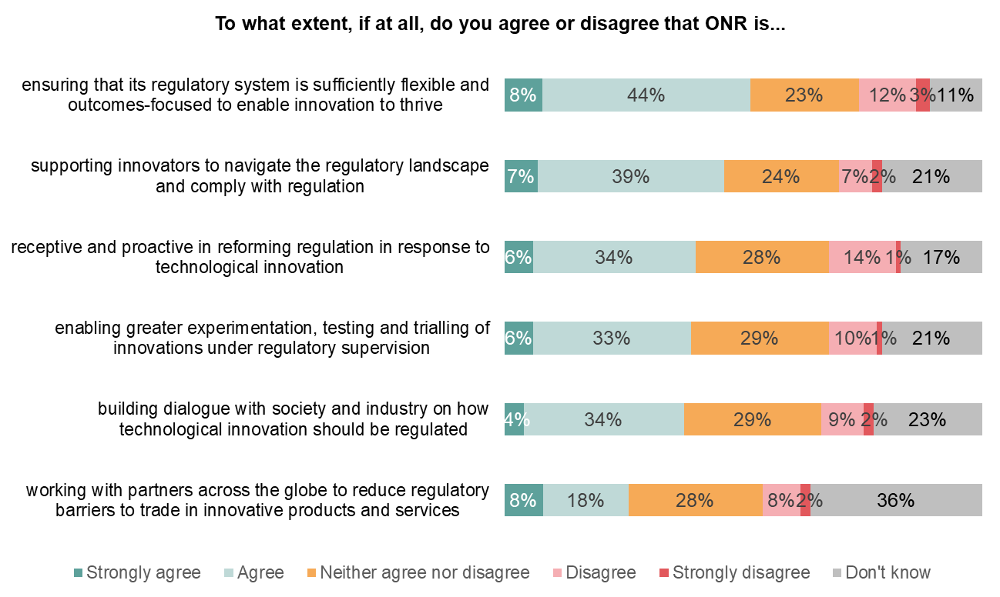 To what extent, if at all, do you agree or disagree that ONR is...
ensuring that its regulatory system is sufficiently flexible and
outcomes-focused to enable innovation to thrive
8% 44% 23% 12% 3% 11%
supporting innovators to navigate the regulatory landscape
and comply with regulation
7% 39% 24% 7% 2% 21%
receptive and proactive in reforming regulation in response to
technological innovation
6% 34% 28% 14% 1% 17%
enabling greater experimentation, testing and trialling of
innovations under regulatory supervision
6% 33% 29% 10% 1% 21%
building dialogue with society and industry on how
technological innovation should be regulated
4% 34% 29% 9% 2% 23%
working with partners across the globe to reduce regulatory
barriers to trade in innovative products and services
8% 18% 28% 8% 2% 36%
Strongly agree Agree Neither agree nor disagree Disagree Strongly disagree Don't know